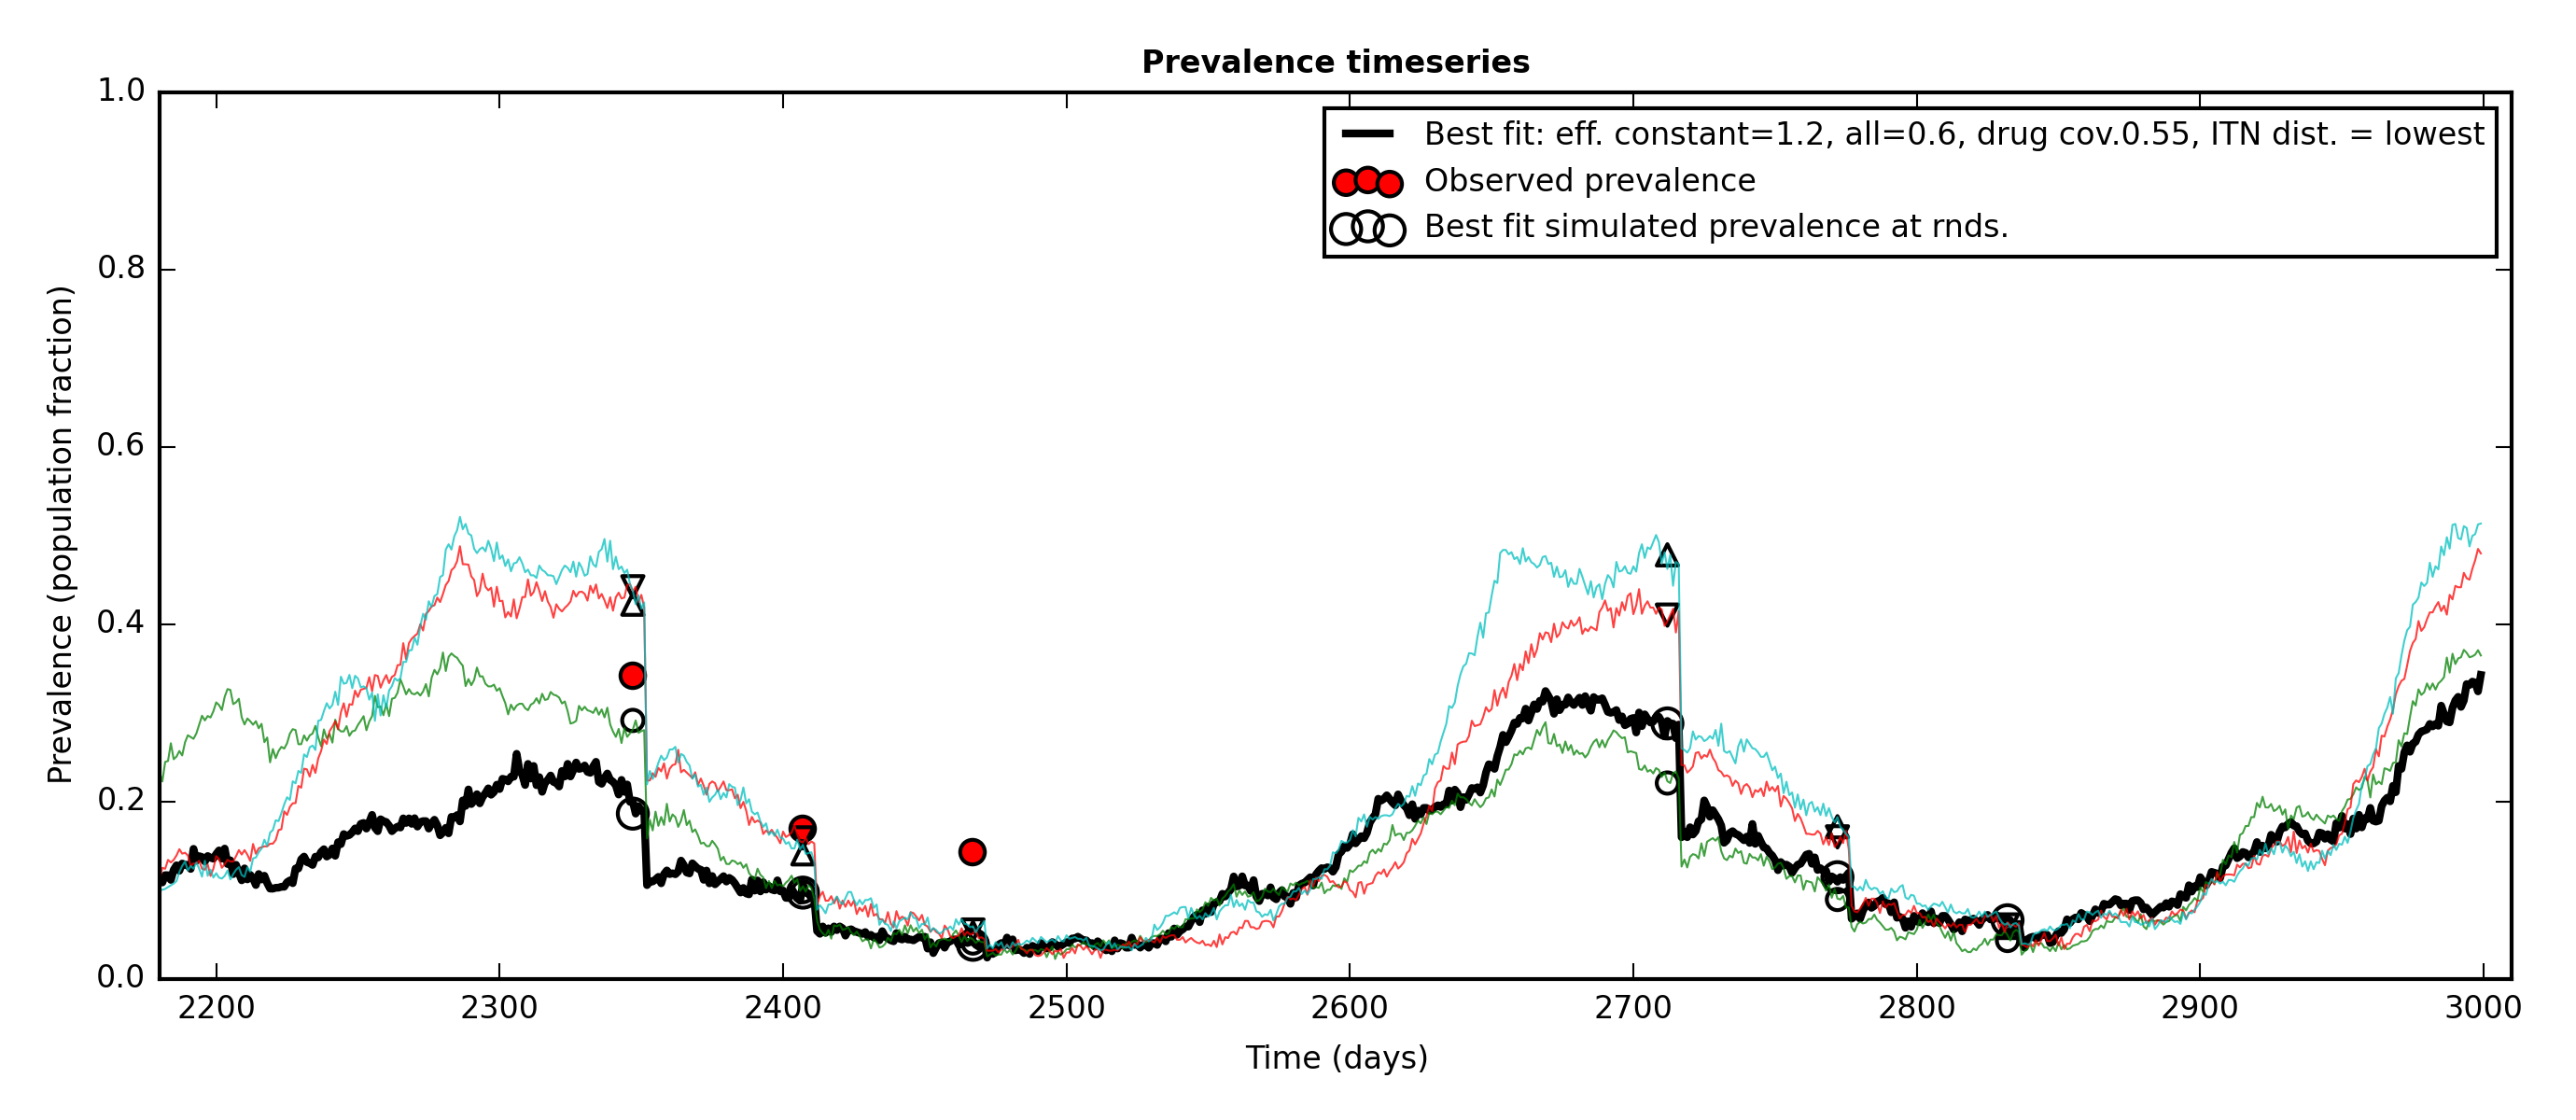 Prevalence timeseries
1.0
0.8
0.6
0.4
0.2
0.0
Prevalence (population fraction)
Best fit: eff. constant=1.2, all=0.6, drug cov.0.55, ITN dist. = lowest
Observed prevalence
Best fit simulated prevalence at rnds.
2200 2300 2400 2500 2600 2700 2800 2900 3000
Time (days)